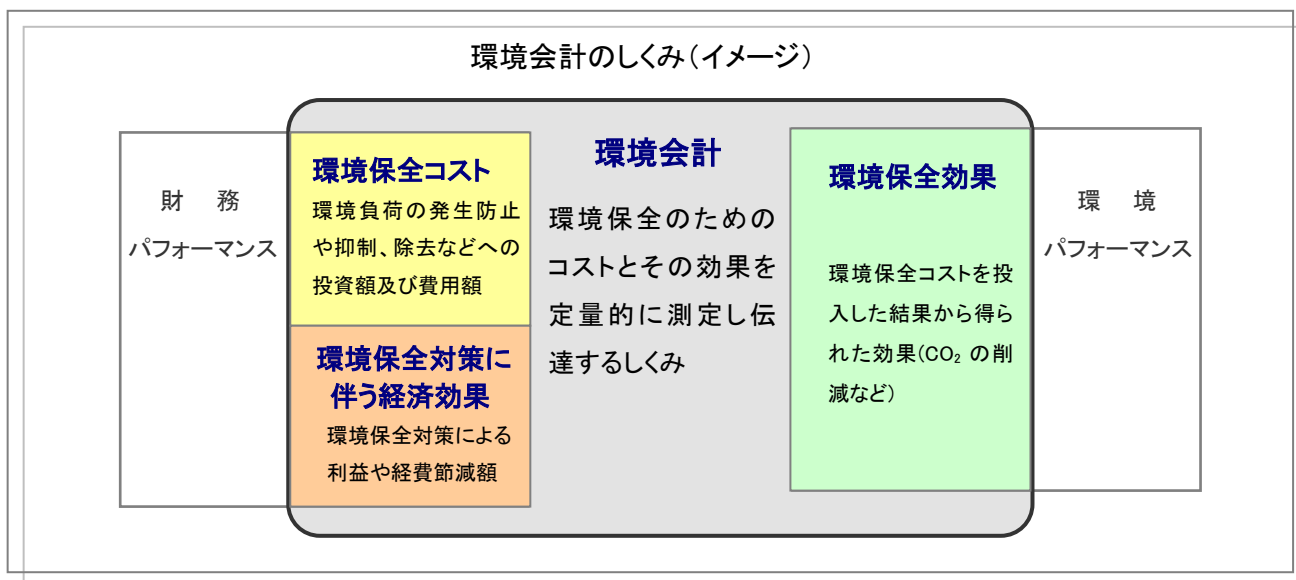 環境会計のしくみ(イメージ)
財 務
パフォーマンス
環境保全コスト
環境負荷の発生防止
や抑制、除去などへの
投資額及び費用額
環境保全対策に
伴う経済効果
環境保全対策による
利益や経費節減額
環境会計
環境保全のための
コストとその効果を
定量的に測定し伝
達するしくみ
環境保全効果
環境保全コストを投
入した結果から得ら
れた効果(CO₂ の削
減など)
環 境
パフォーマンス